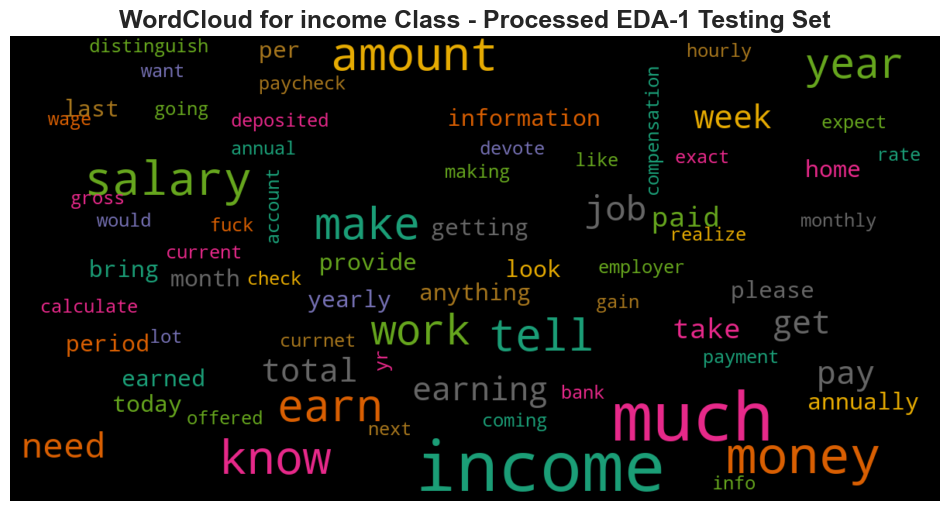 WordCloud for income Class - Processed EDA-1 Testing Set
distinguish
per
amount
hourly
year
want
paycheck
last
going
wage
deposited
information
compensation
week
expect
annual
devote
making
like
exact
home
rate
salary
account
gross
would
fuck
make
getting
job
paid
realize
monthly
current
bring
month
check
provide
look
employer
calculate
yearly
anything
gain
please
period
lot
currnet
yr
work
tell
take
get
payment
earned
total
earning
bank
pay
today
offered
earn
next
coming
much
annually
need
know
income
money
info